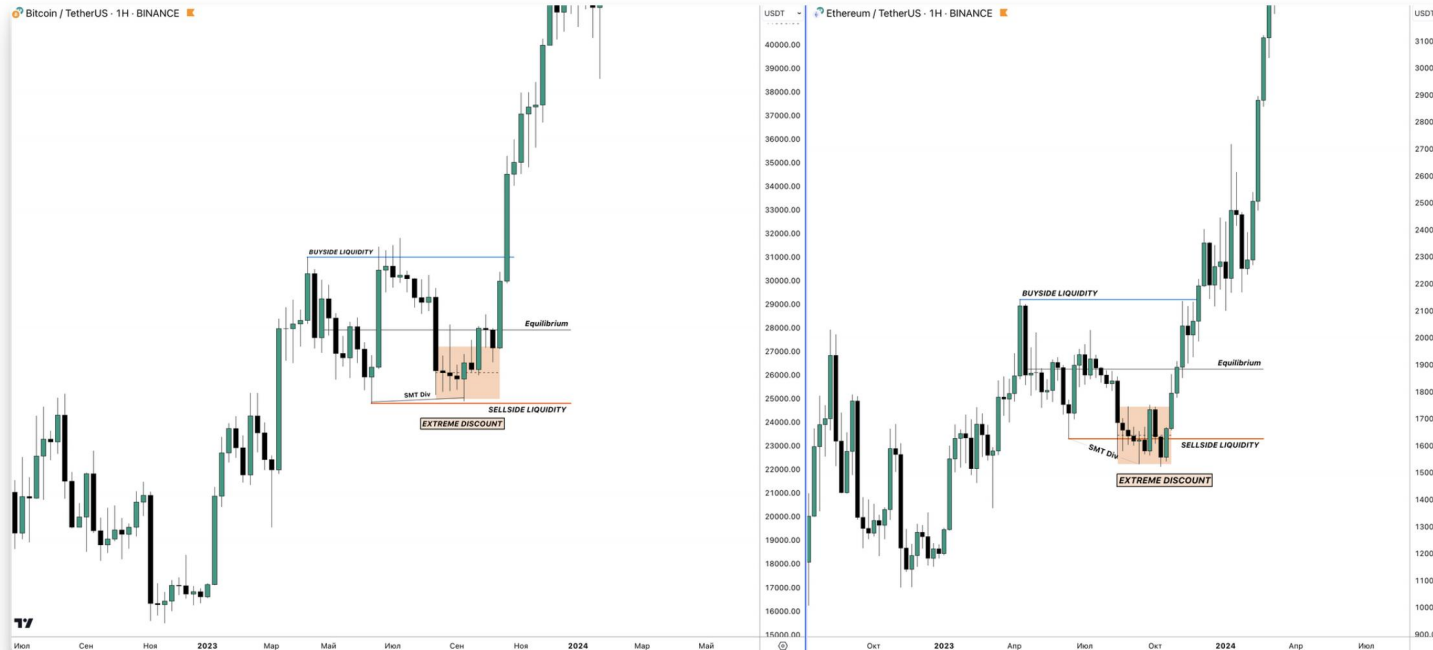 Bitcoin / TetherUS · 1H · BINANCE
USDT
40000.00
39000.00
38000.00
37000.00
36000.00
35000.00
34000.00
33000.00
32000.00
31000.00
30000.00
29000.00
28000.00
27000.00
26000.00
25000.00
24000.00
23000.00
22000.00
21000.00
20000.00
19000.00
18000.00
17000.00
16000.00
15000.00
BUYSIDE LIQUIDITY
Equilibrium
SMT Div
SELLSIDE LIQUIDITY
EXTREME DISCOUNT
Июл
Сен
Ноя
2023
Мар
Май
Июл
Сен
Ноя
2024
Мар
Май
Ethereum / TetherUS · 1H · BINANCE
USDT
3100
3000
2900
2800
2700
2600
2500
2400
2300
2200
2100
2000
1900
1800
1700
1600
1500
1400
1300
1200
1100
1000
900.0
BUYSIDE LIQUIDITY
Equilibrium
SELLSIDE LIQUIDITY
SMT Div
EXTREME DISCOUNT
Окт
2023
Апр
Июл
Окт
2024
Апр
Июл